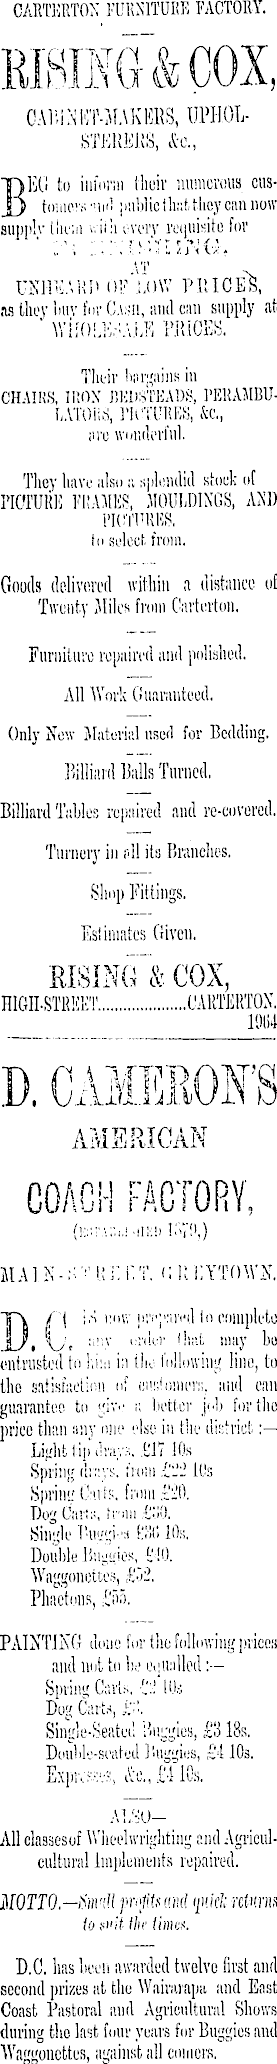 CARTERTON FURNITURE FACTORY.
RISING & COX,
CABINET-MAKERS, UPHOL-
STERERS, &c.,
BEG to inform their numerous cus-
tomers and public that they can now
supply them with every requisite for
AT
UNHEARD OF LOW PRICES,
as they buy for Cash, and can supply at
WHOLESALE PRICES.
Their bargains in
CHAIRS, IRON BEDSTEADS, PERAMBU-
LATORS, PICTURES, &c.,
are wonderful.
They have also a splendid stock of
PICTURE FRAMES, MOULDINGS, AND
PICTURES,
to select from.
Goods delivered within a distance of
Twenty Miles from Carterton.
Furniture repaired and polished.
All Work Guaranteed.
Only New Material used for Bedding.
Billiard Balls Turned.
Billiard Tables repaired and re-covered.
Turnery in all its Branches.
Shop Fittings.
Estimates Given.
RISING & COX,
HIGH-STREET....................CARTERTON.
1964
D. CAMERON'S
AMERICAN
COACH FACTORY,
(ESTABLISHED 1879,)
MAIN-STREET, GREYTOWN.
D.C. is now prepared to complete
any order that may be
entrusted to him in the following line, to
the satisfaction of customers, and can
guarantee to give a better job for the
price than any one else in the district :—
Light tip drays, £17 10s
Spring drays, from £22 10s
Spring Carts, from £20.
Dog Carts, from £30.
Single Buggies £36 10s.
Double Buggies, £40.
Waggonettes, £52.
Phaetons, £55.
PAINTING done for the following prices
and not to be equalled :—
Spring Carts, £2 10s
Dog Carts,
Single-Seated Buggies, £3 18s.
Double-seated Buggies, £4 10s.
Expresses, &c., £4 10s.
ALSO—
All classes of Wheelwrighting and Agricul-
cultural Implements repaired.
MOTTO.—Small profits and quick returns
to suit the times.
D.C. has been awarded twelve first and
second prizes at the Wairarapa and East
Coast Pastoral and Agricultural Shows
during the last four years for Buggies and
Waggonettes, against all comers.